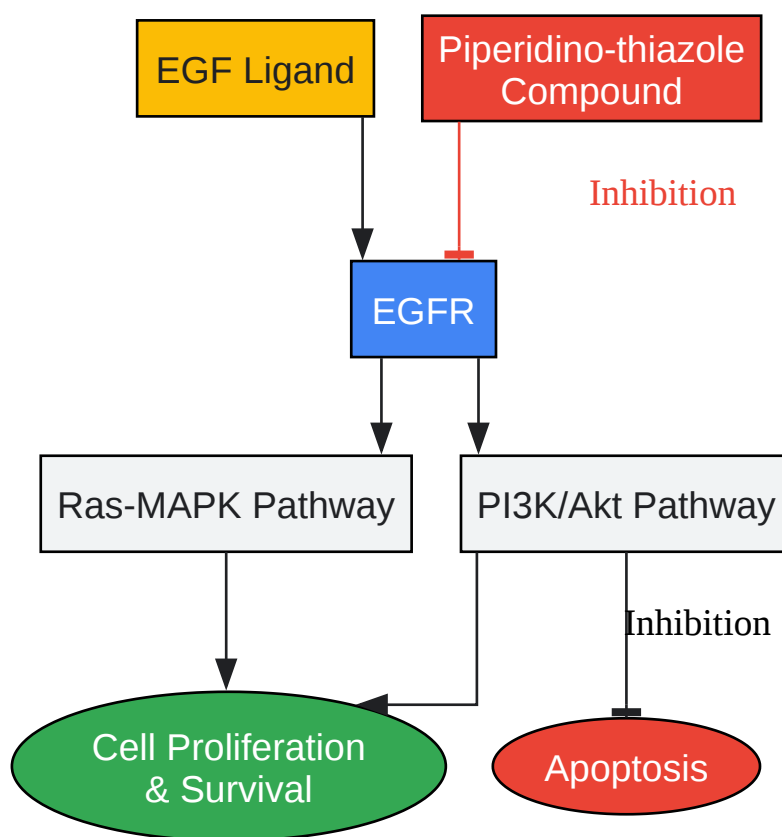 EGF Ligand
Piperidino-thiazole
Compound
Inhibition
EGFR
Ras-MAPK Pathway
PI3K/Akt Pathway
Inhibition
Cell Proliferation
& Survival
Apoptosis